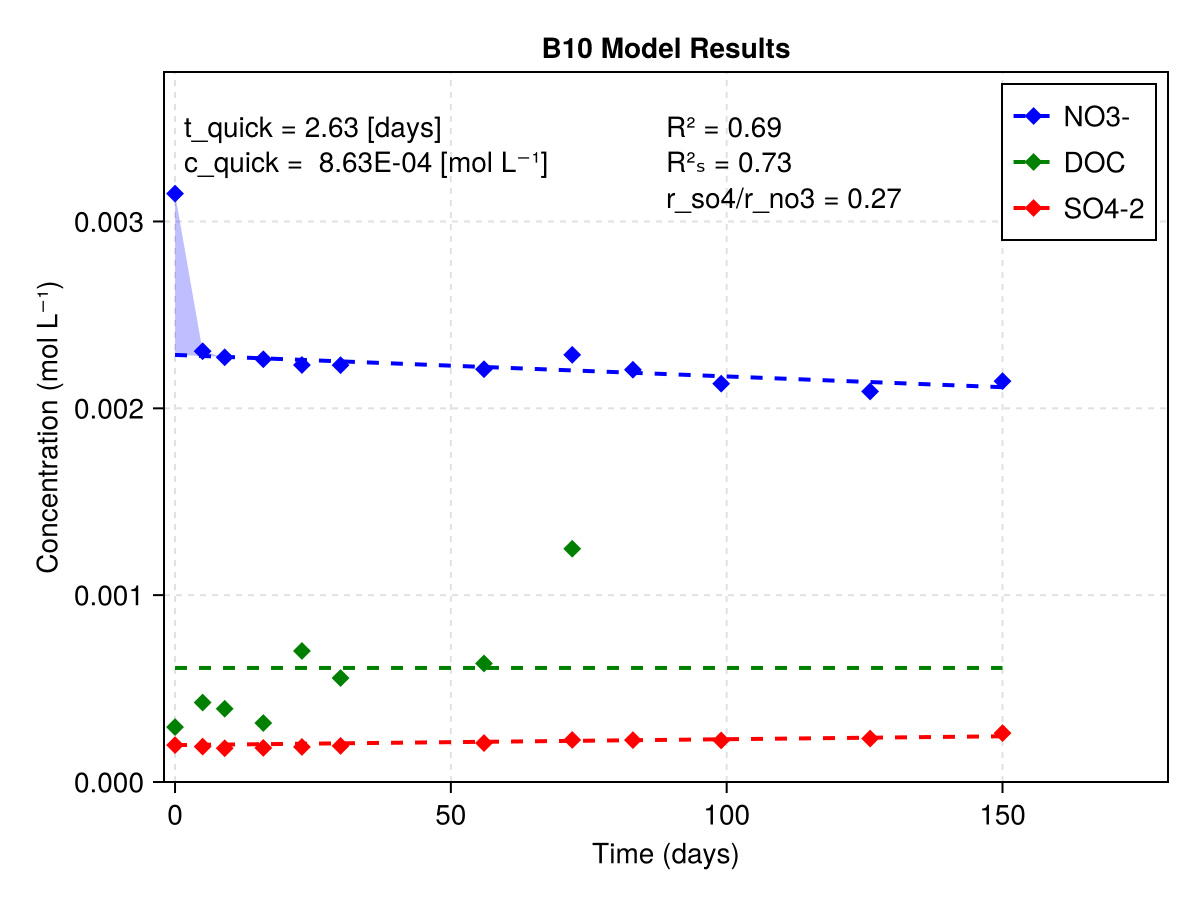 B10 Model Results
t_quick = 2.63 [days]
c_quick =  8.63E-04 [mol L⁻¹]
R² = 0.69
R²ₛ = 0.73
r_so4/r_no3 = 0.27
NO3-
DOC
SO4-2
Concentration (mol L⁻¹)
0.003
0.002
0.001
0.000
0
50
100
150
Time (days)